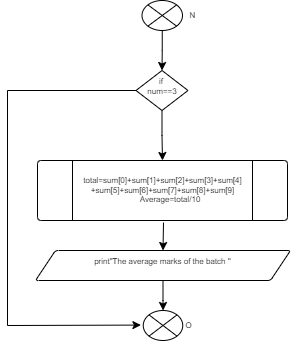 N
if
num==3
total=sum[0]+sum[1]+sum[2]+sum[3]+sum[4]
+sum[5]+sum[6]+sum[7]+sum[8]+sum[9]
Average=total/10
print"The average marks of the batch "
O